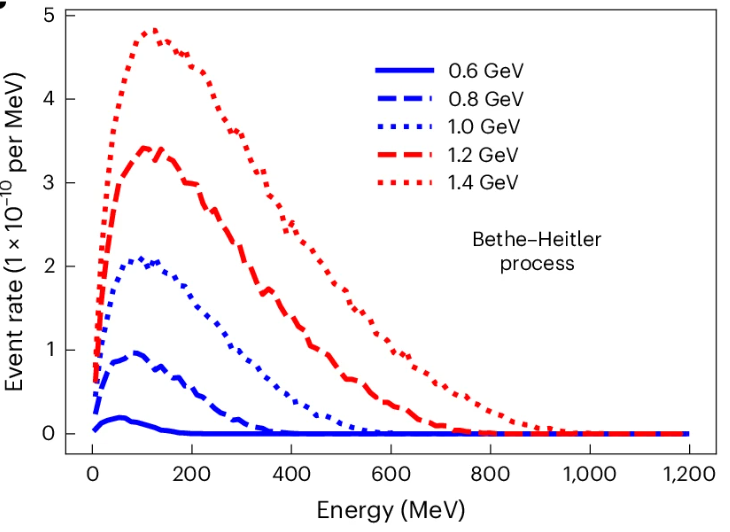 5
4
3
2
1
0
Event rate (1 × 10⁻¹⁰ per MeV)
0.6 GeV
0.8 GeV
1.0 GeV
1.2 GeV
1.4 GeV
Bethe–Heitler
process
0 200 400 600 800 1,000 1,200
Energy (MeV)